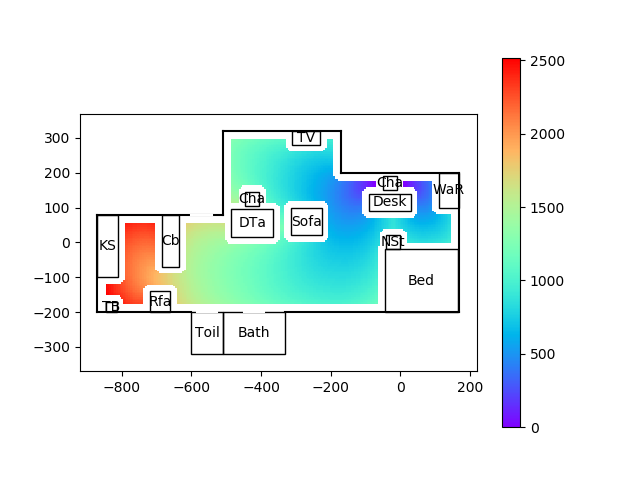 2500
TV
300
200
Cha
WaR
2000
Cha
Desk
100
DTa
Sofa
1500
KS
Cb
NSt
0
Bed
1000
−100
TB
Rfa
−200
Toil
Bath
500
−300
0
−800
−600
−400
−200
0
200